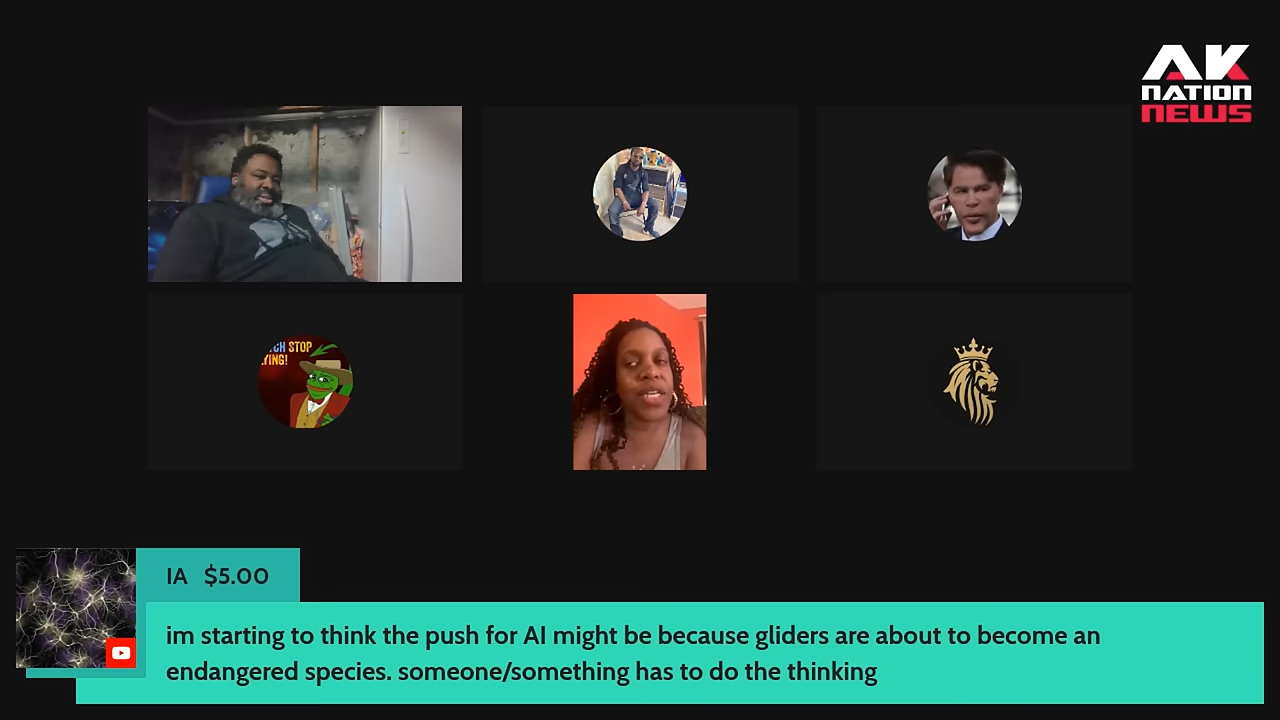 AK
NATION
NEWS
STOP
IA $5.00
im starting to think the push for AI might be because gliders are about to become an
endangered species. someone/something has to do the thinking